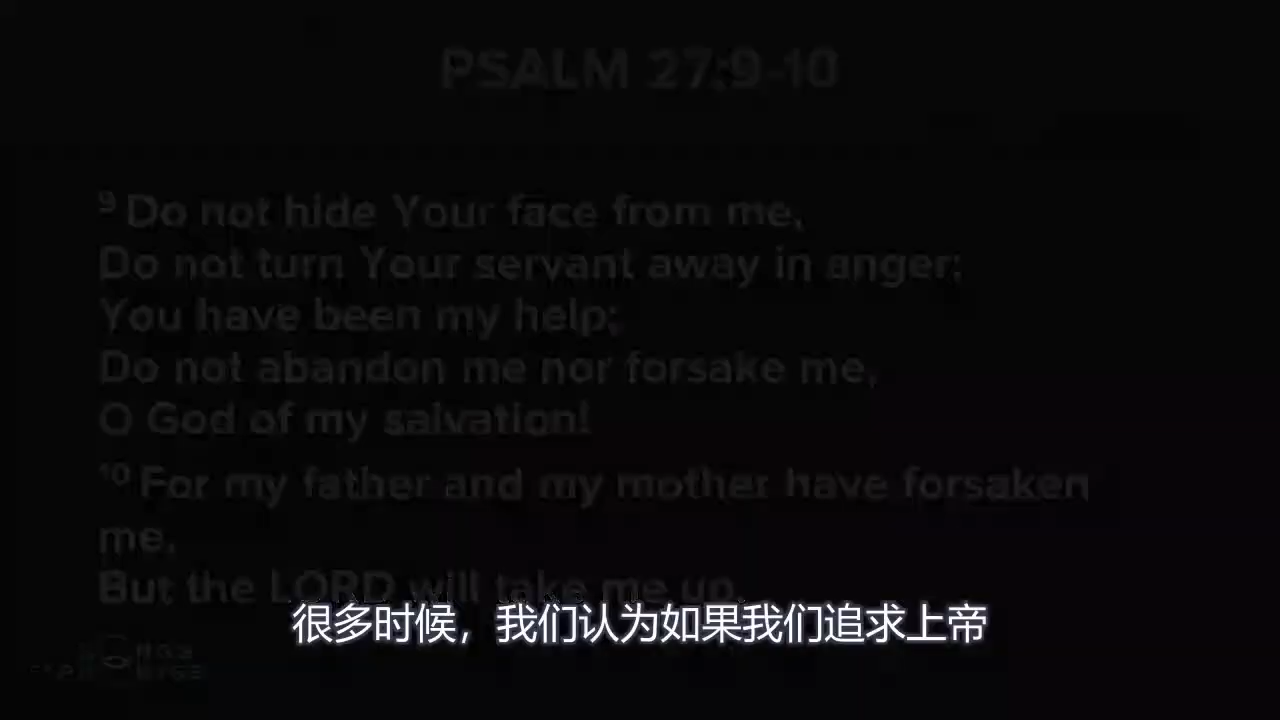 PSALM 27:9-10
9 Do not hide Your face from me,
Do not turn Your servant away in anger;
You have been my help;
Do not abandon me nor forsake me,
O God of my salvation!
10 For my father and my mother have forsaken
me,
But the LORD will take me up.
很多时候，我们认为如果我们追求上帝